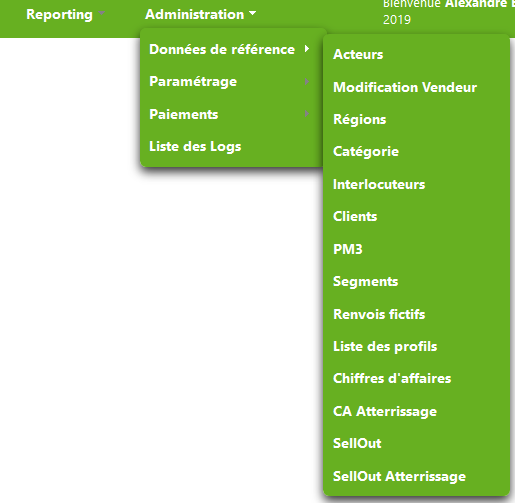 Reporting
Administration
Bienvenue Alexandre
2019
Données de référence
Paramétrage
Paiements
Liste des Logs
Acteurs
Modification Vendeur
Régions
Catégorie
Interlocuteurs
Clients
PM3
Segments
Renvois fictifs
Liste des profils
Chiffres d'affaires
CA Atterrissage
SellOut
SellOut Atterrissage